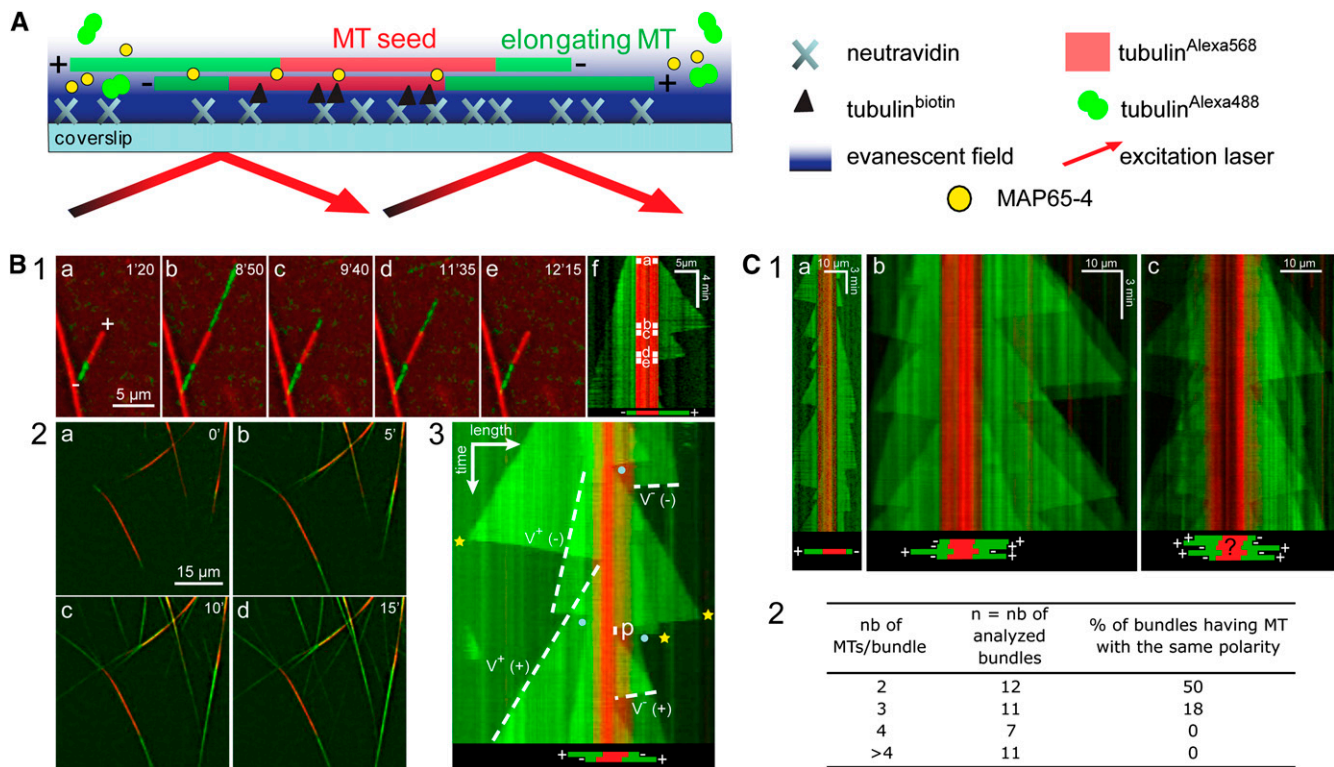 A
MT seed
elongating MT
+
-
-
+
coverslip
neutravidin
tubulin^biotin
evanescent field
tubulin^Alexa568
tubulin^Alexa488
excitation laser
MAP65-4
B 1
a 1'20
+
-
5 µm
b 8'50
c 9'40
d 11'35
e 12'15
f
5µm
4 min
a
b
c
d
e
- +
2
a 0'
15 µm
b 5'
c 10'
d 15'
3
length
time
V⁻ (-)
V⁺ (-)
p
V⁺ (+)
V⁻ (+)
+ -
- +
C 1
a
10 µm
3 min
+ -
b
10 µm
3 min
c
10 µm
?
2
nb of MTs/bundle
n = nb of analyzed bundles
% of bundles having MT with the same polarity
2 12 50
3 11 18
4 7 0
>4 11 0